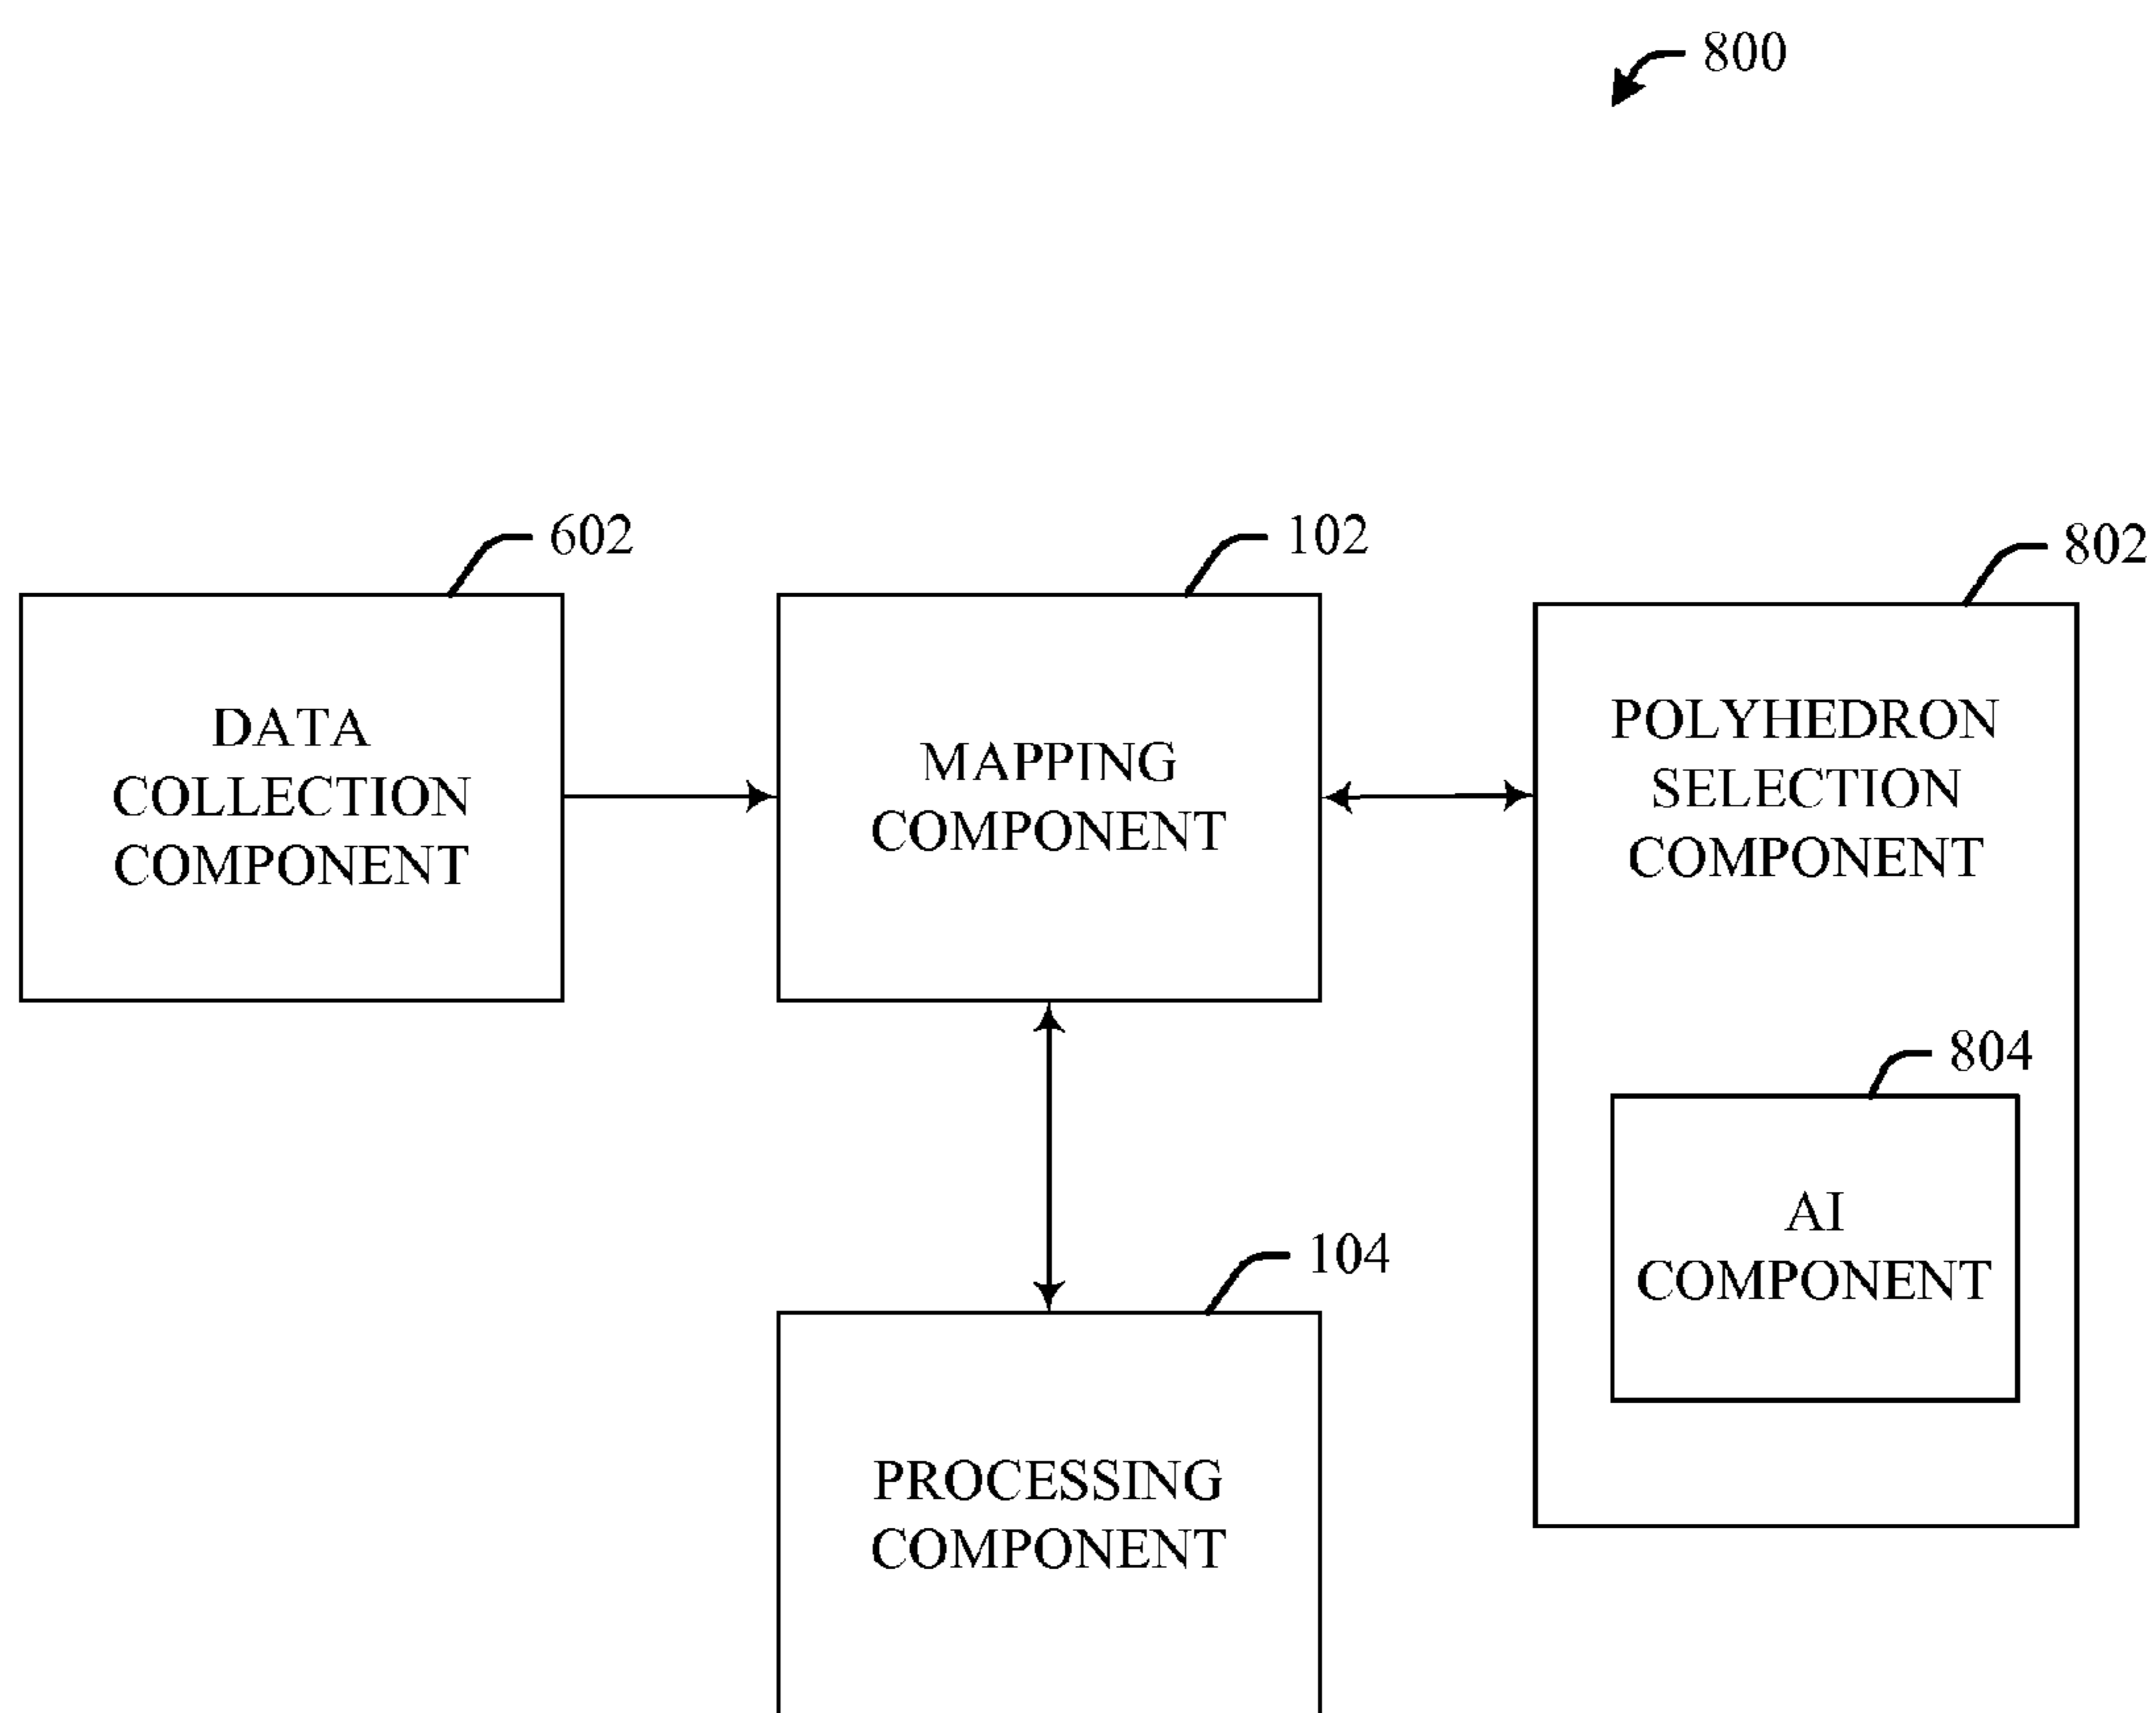 800
602
102
802
DATA
COLLECTION
COMPONENT
MAPPING
COMPONENT
POLYHEDRON
SELECTION
COMPONENT
804
AI
COMPONENT
104
PROCESSING
COMPONENT